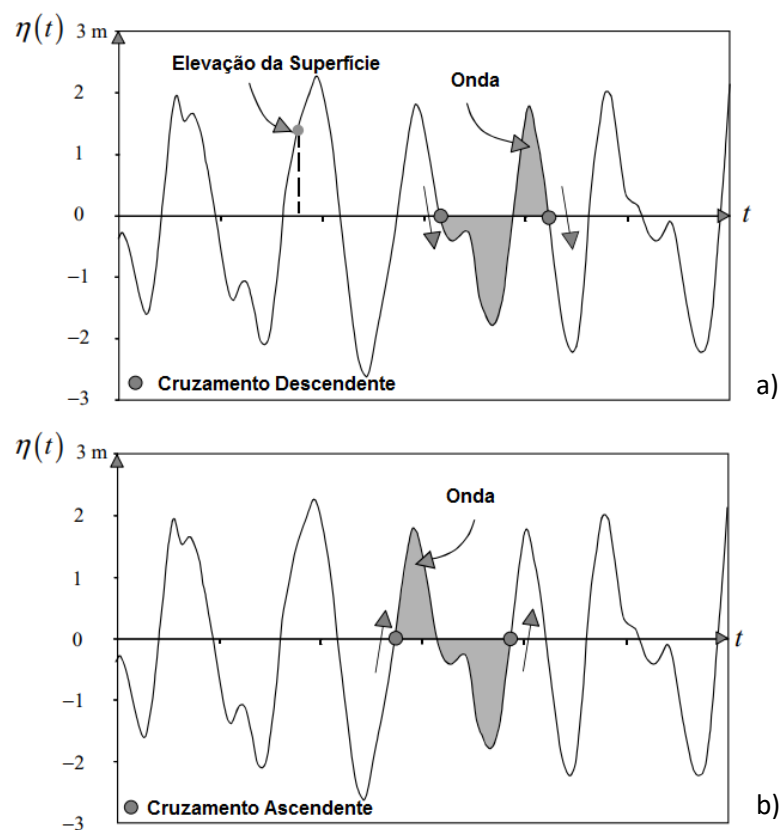 η(t)
3 m
Elevação da Superfície
Onda
2
1
0
t
−1
−2
Cruzamento Descendente
−3
a)
η(t)
3 m
Onda
2
1
0
t
−1
−2
Cruzamento Ascendente
−3
b)